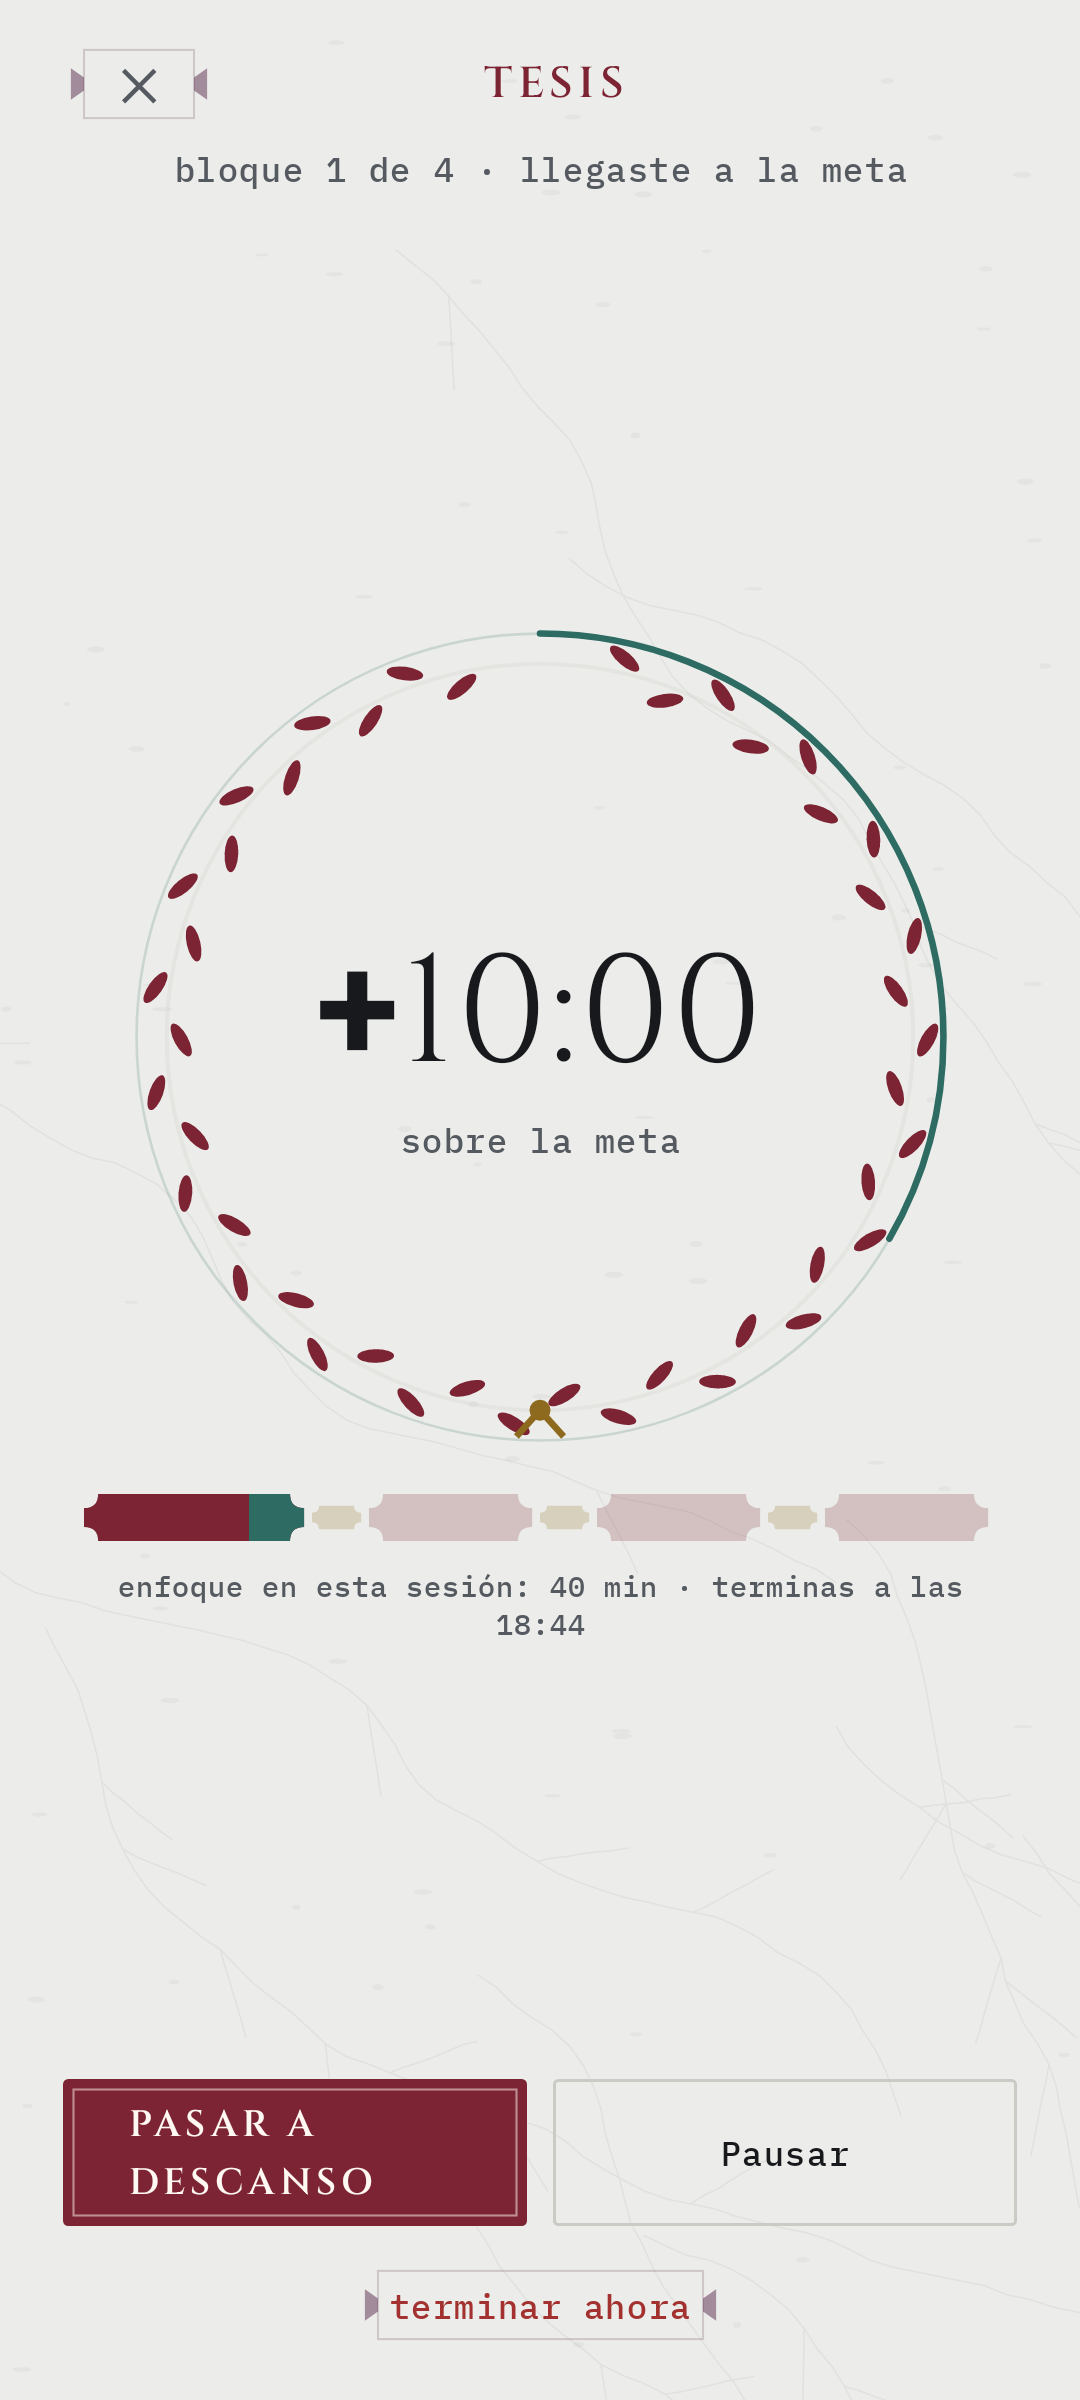 TESIS
bloque 1 de 4 · llegaste a la meta
+10:00
sobre la meta
enfoque en esta sesión: 40 min · terminas a las
18:44
PASAR A
DESCANSO
Pausar
terminar ahora